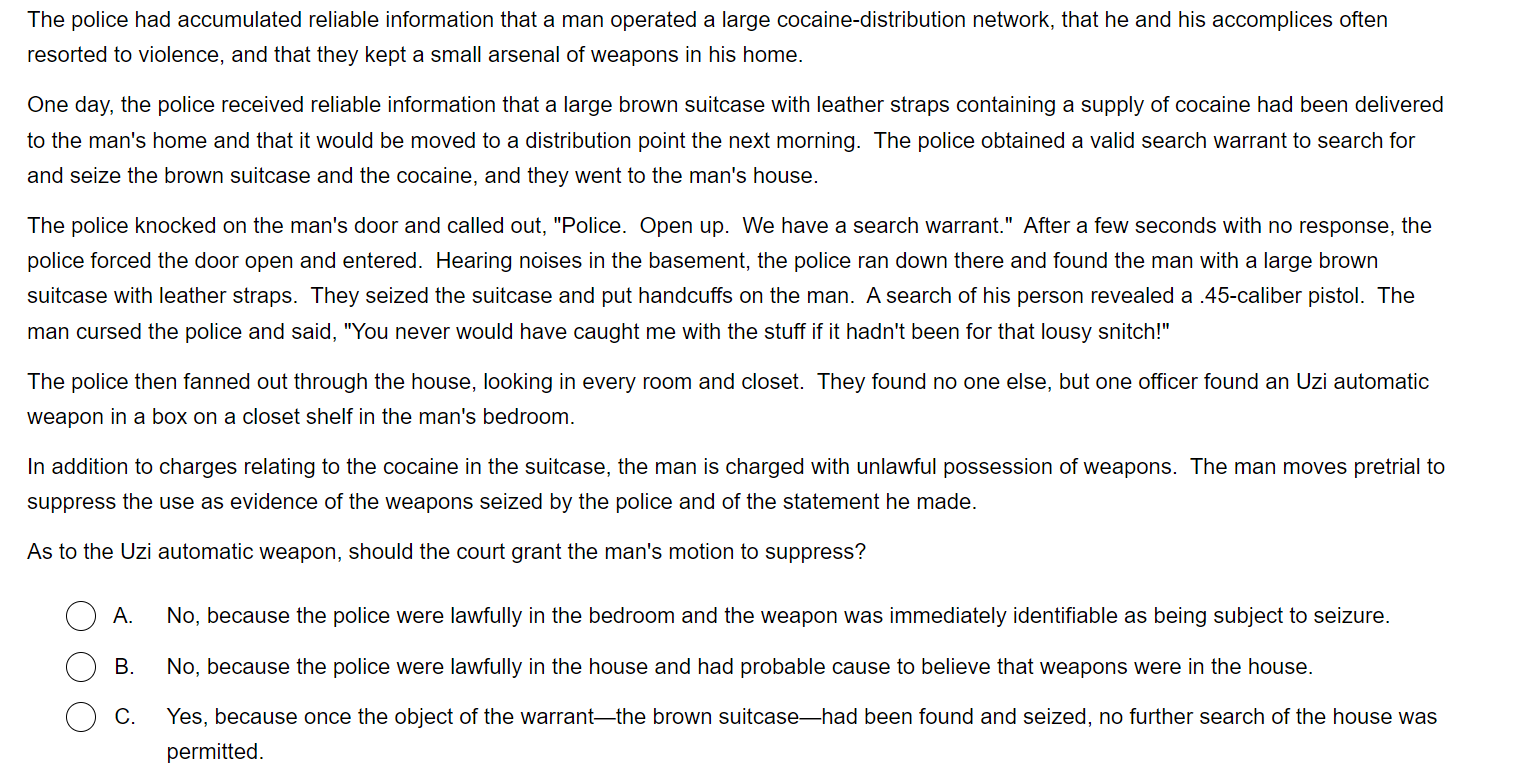 The police had accumulated reliable information that a man operated a large cocaine-distribution network, that he and his accomplices often
resorted to violence, and that they kept a small arsenal of weapons in his home.
One day, the police received reliable information that a large brown suitcase with leather straps containing a supply of cocaine had been delivered
to the man's home and that it would be moved to a distribution point the next morning.  The police obtained a valid search warrant to search for
and seize the brown suitcase and the cocaine, and they went to the man's house.
The police knocked on the man's door and called out, "Police.  Open up.  We have a search warrant."  After a few seconds with no response, the
police forced the door open and entered.  Hearing noises in the basement, the police ran down there and found the man with a large brown
suitcase with leather straps.  They seized the suitcase and put handcuffs on the man.  A search of his person revealed a .45-caliber pistol.  The
man cursed the police and said, "You never would have caught me with the stuff if it hadn't been for that lousy snitch!"
The police then fanned out through the house, looking in every room and closet.  They found no one else, but one officer found an Uzi automatic
weapon in a box on a closet shelf in the man's bedroom.
In addition to charges relating to the cocaine in the suitcase, the man is charged with unlawful possession of weapons.  The man moves pretrial to
suppress the use as evidence of the weapons seized by the police and of the statement he made.
As to the Uzi automatic weapon, should the court grant the man's motion to suppress?
A. No, because the police were lawfully in the bedroom and the weapon was immediately identifiable as being subject to seizure.
B. No, because the police were lawfully in the house and had probable cause to believe that weapons were in the house.
C. Yes, because once the object of the warrant—the brown suitcase—had been found and seized, no further search of the house was
permitted.